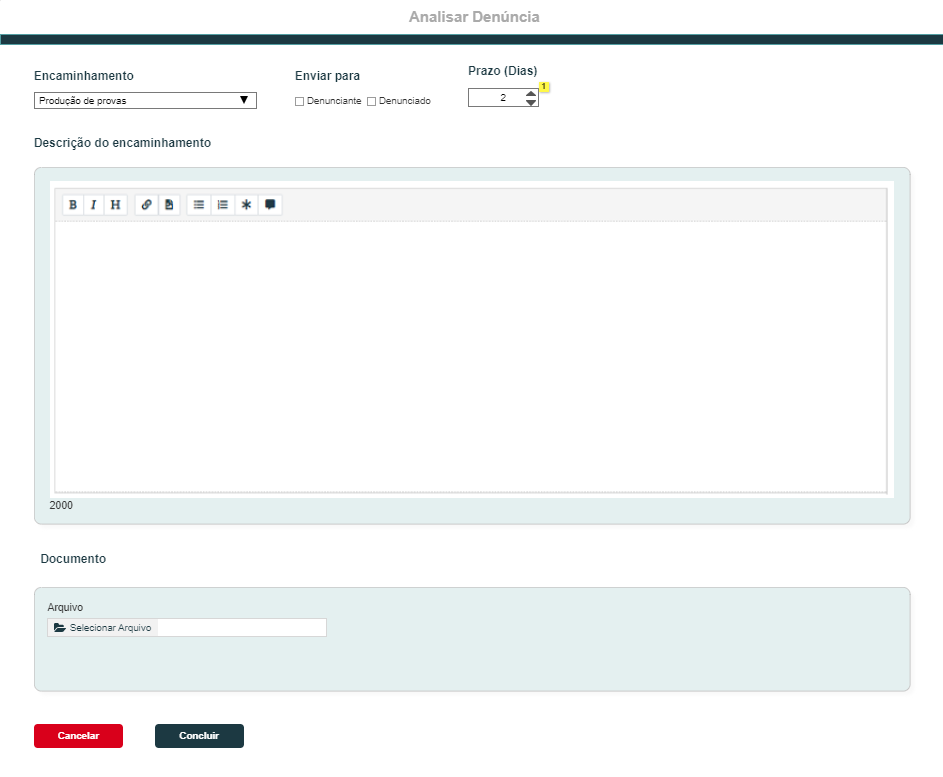 Analisar Denúncia
Encaminhamento
Enviar para
Prazo (Dias)
1
Produção de provas
Denunciante
Denunciado
2
Descrição do encaminhamento
B I H
2000
Documento
Arquivo
Selecionar Arquivo
Cancelar
Concluir